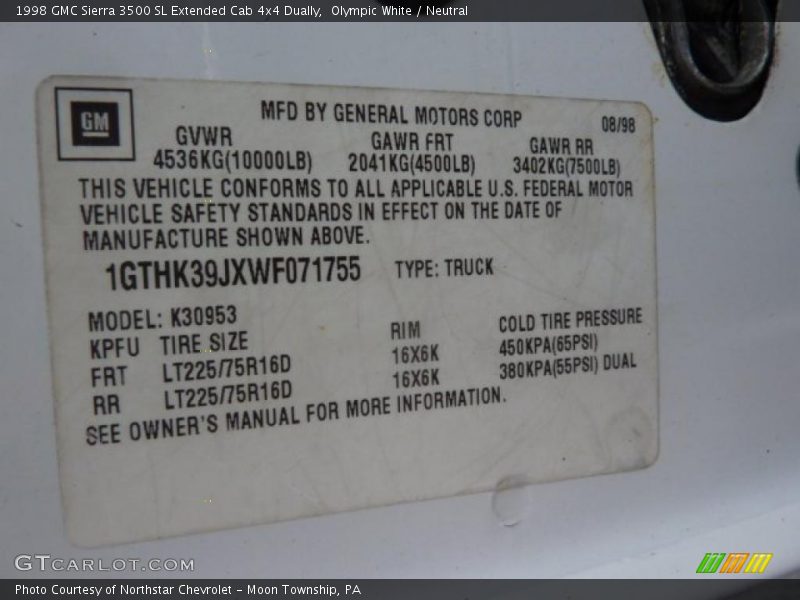 1998 GMC Sierra 3500 SL Extended Cab 4x4 Dually,  Olympic White / Neutral
GM
MFD BY GENERAL MOTORS CORP
08/98
GVWR GAWR FRT GAWR RR
4536KG(10000LB) 2041KG(4500LB) 3402KG(7500LB)
THIS VEHICLE CONFORMS TO ALL APPLICABLE U.S. FEDERAL MOTOR
VEHICLE SAFETY STANDARDS IN EFFECT ON THE DATE OF
MANUFACTURE SHOWN ABOVE.
1GTHK39JXWF071755 TYPE: TRUCK
MODEL: K30953
KPFU TIRE SIZE RIM COLD TIRE PRESSURE
FRT LT225/75R16D 16X6K 450KPA(65PSI)
RR LT225/75R16D 16X6K 380KPA(55PSI) DUAL
SEE OWNER'S MANUAL FOR MORE INFORMATION.
GTCARLOT.COM
Photo Courtesy of Northstar Chevrolet - Moon Township, PA